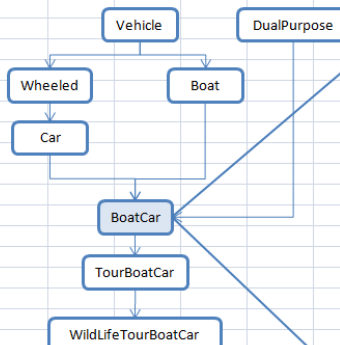 Vehicle
DualPurpose
Wheeled
Boat
Car
BoatCar
TourBoatCar
WildLifeTourBoatCar